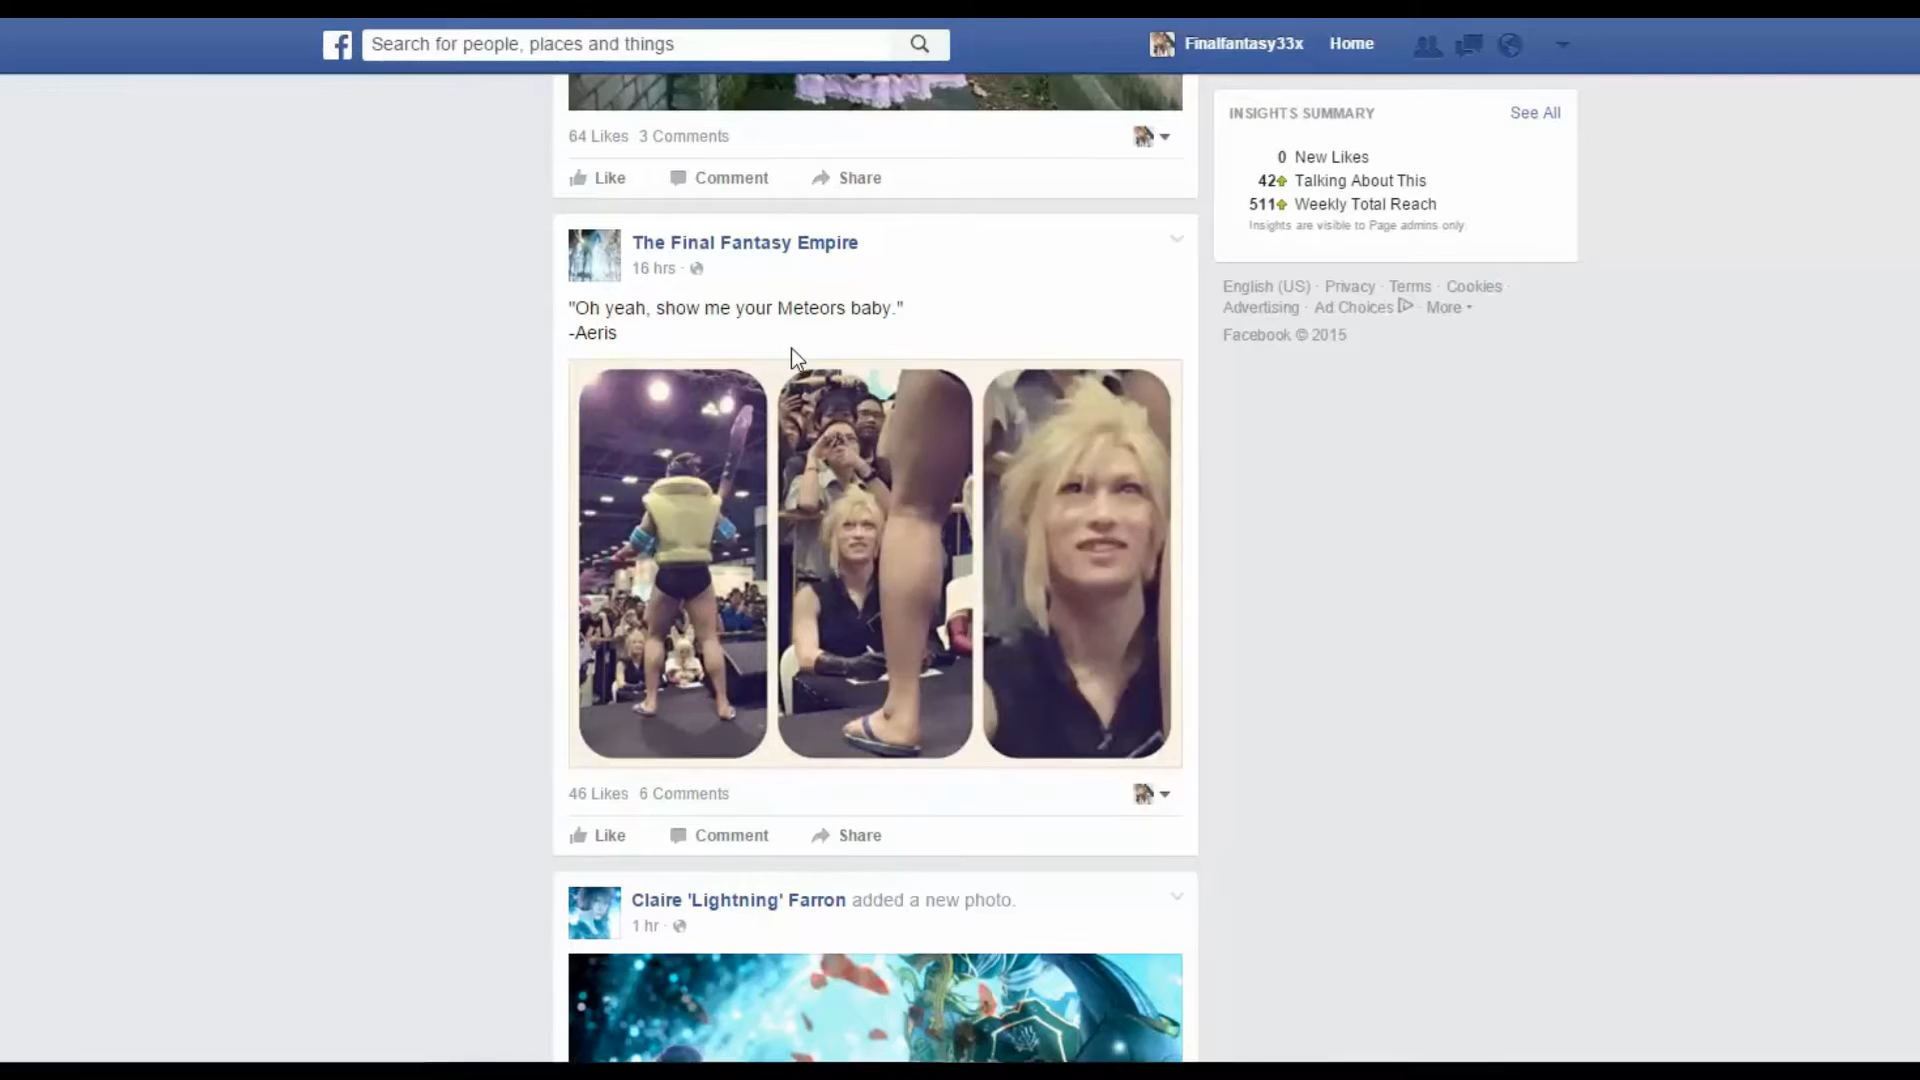 Search for people, places and things
Finalfantasy33x Home
64 Likes 3 Comments
Like Comment Share
The Final Fantasy Empire
16 hrs ·
"Oh yeah, show me your Meteors baby."
-Aeris
46 Likes 6 Comments
Like Comment Share
Claire 'Lightning' Farron added a new photo.
1 hr ·
INSIGHTS SUMMARY See All
0 New Likes
42 Talking About This
511 Weekly Total Reach
Insights are visible to Page admins only
English (US) · Privacy · Terms · Cookies ·
Advertising · Ad Choices · More
Facebook © 2015